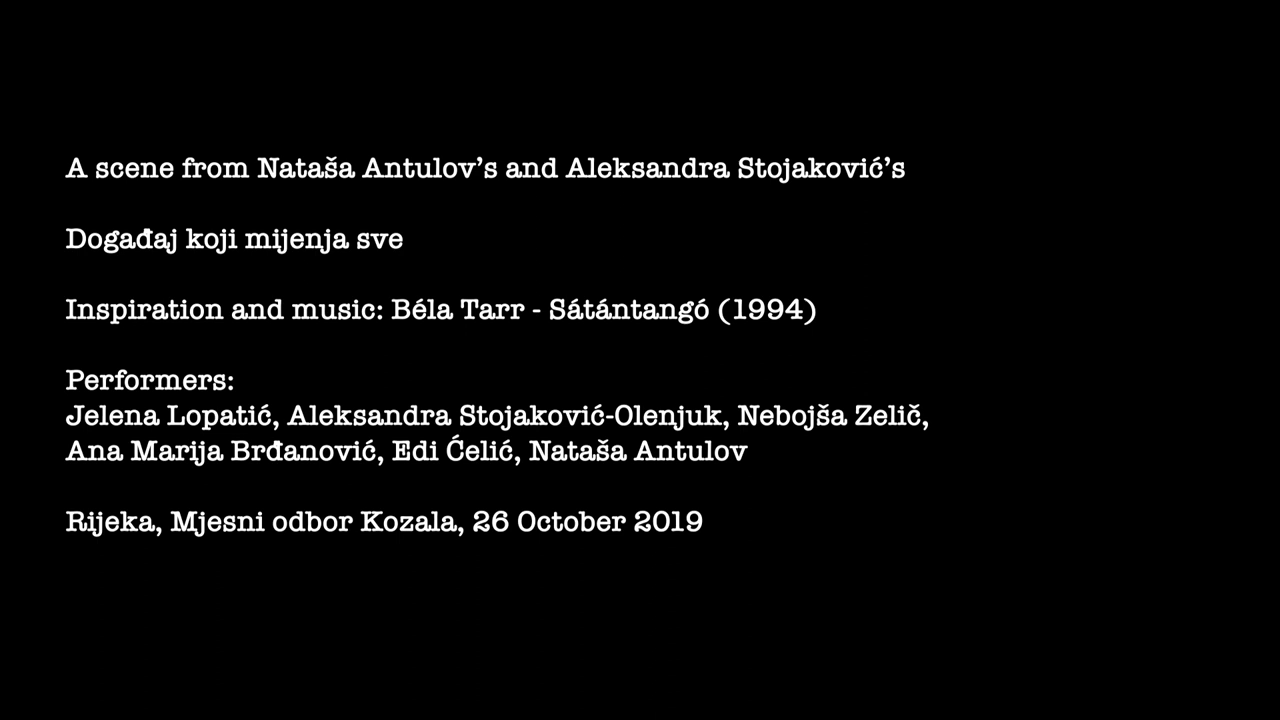 A scene from Nataša Antulov’s and Aleksandra Stojaković’s
Događaj koji mijenja sve
Inspiration and music: Béla Tarr - Sátántangó (1994)
Performers:
Jelena Lopatić, Aleksandra Stojaković-Olenjuk, Nebojša Zelič,
Ana Marija Brđanović, Edi Ćelić, Nataša Antulov
Rijeka, Mjesni odbor Kozala, 26 October 2019